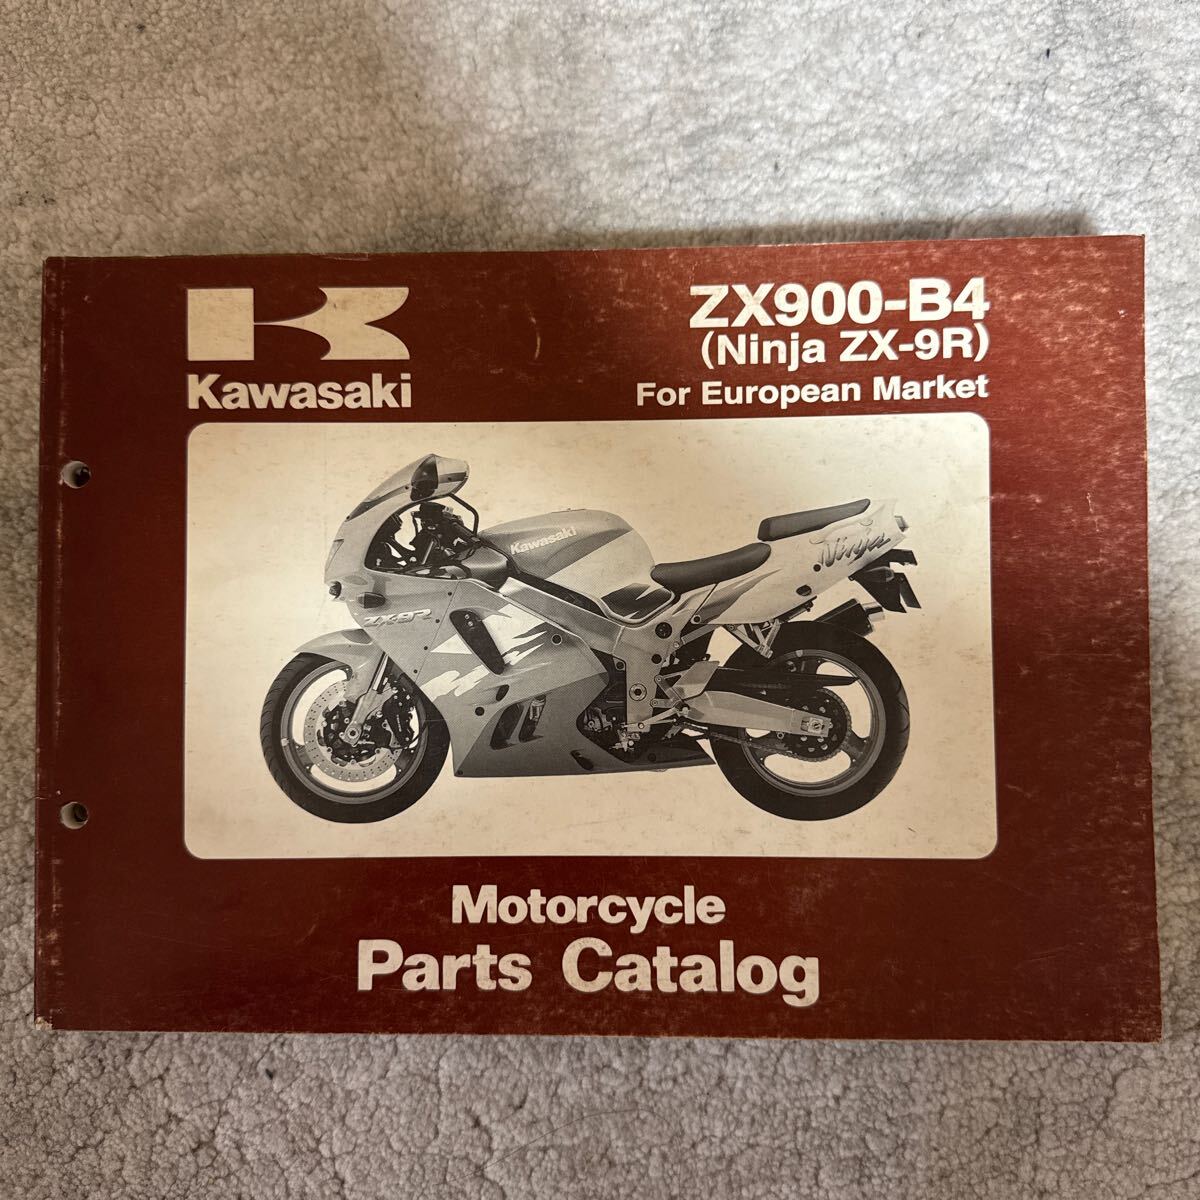 Kawasaki
ZX900-B4
(Ninja ZX-9R)
For European Market
Kawasaki
Ninja
ZX-9R
Motorcycle
Parts Catalog